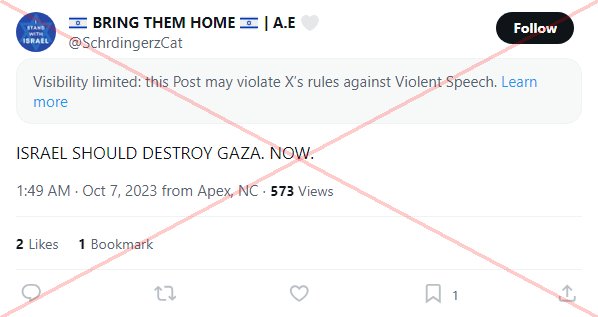 I STAND WITH ISRAEL
🇮🇱 BRING THEM HOME 🇮🇱 | A.E 🤍
@SchrdingerzCat
Follow
Visibility limited: this Post may violate X's rules against Violent Speech. Learn
more
ISRAEL SHOULD DESTROY GAZA. NOW.
1:49 AM · Oct 7, 2023 from Apex, NC · 573 Views
2 Likes 1 Bookmark
1